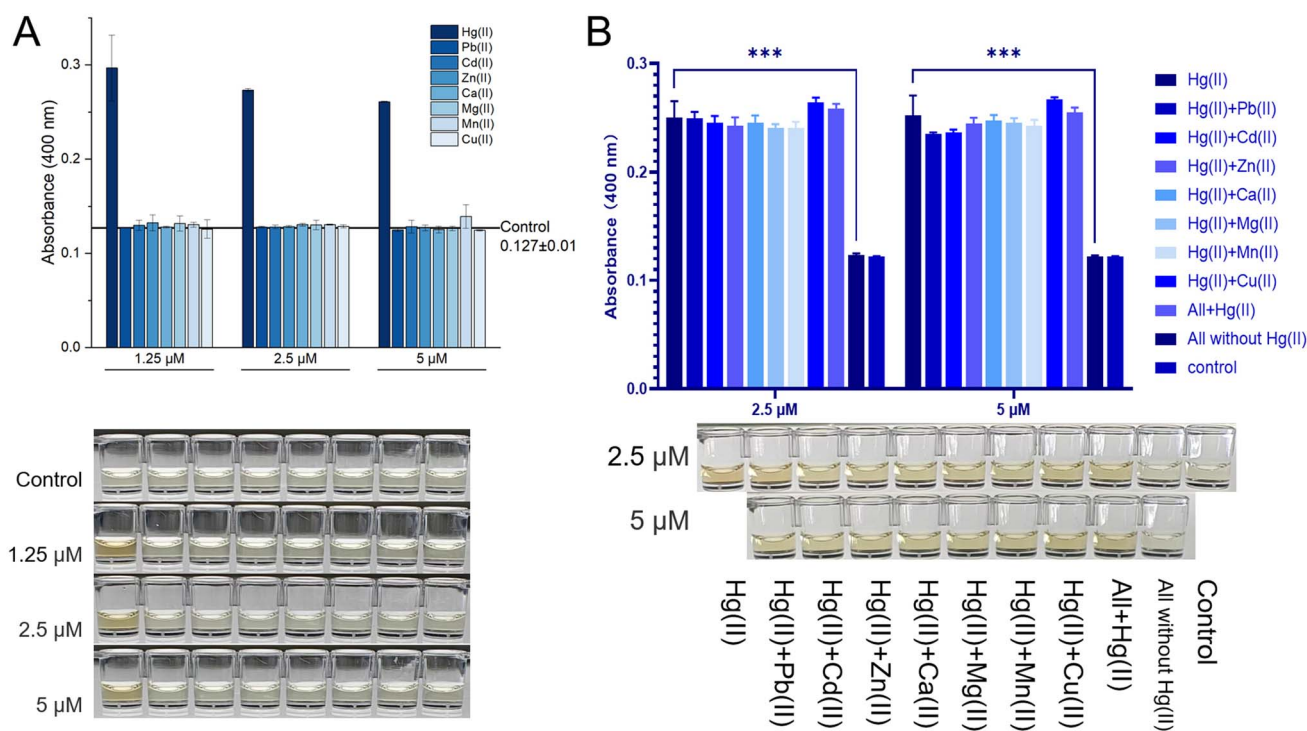 A
Absorbance (400 nm)
0.3
0.2
0.1
0.0
Hg(II)
Pb(II)
Cd(II)
Zn(II)
Ca(II)
Mg(II)
Mn(II)
Cu(II)
Control
0.127±0.01
1.25 µM
2.5 µM
5 µM
Control
1.25 µM
2.5 µM
5 µM
B
Absorbance (400 nm)
0.3
0.2
0.1
0.0
***
***
2.5 µM
5 µM
Hg(II)
Hg(II)+Pb(II)
Hg(II)+Cd(II)
Hg(II)+Zn(II)
Hg(II)+Ca(II)
Hg(II)+Mg(II)
Hg(II)+Mn(II)
Hg(II)+Cu(II)
All+Hg(II)
All without Hg(II)
control
2.5 µM
5 µM
Hg(II)
Hg(II)+Pb(II)
Hg(II)+Cd(II)
Hg(II)+Zn(II)
Hg(II)+Ca(II)
Hg(II)+Mg(II)
Hg(II)+Mn(II)
Hg(II)+Cu(II)
All+Hg(II)
All without Hg(II)
Control